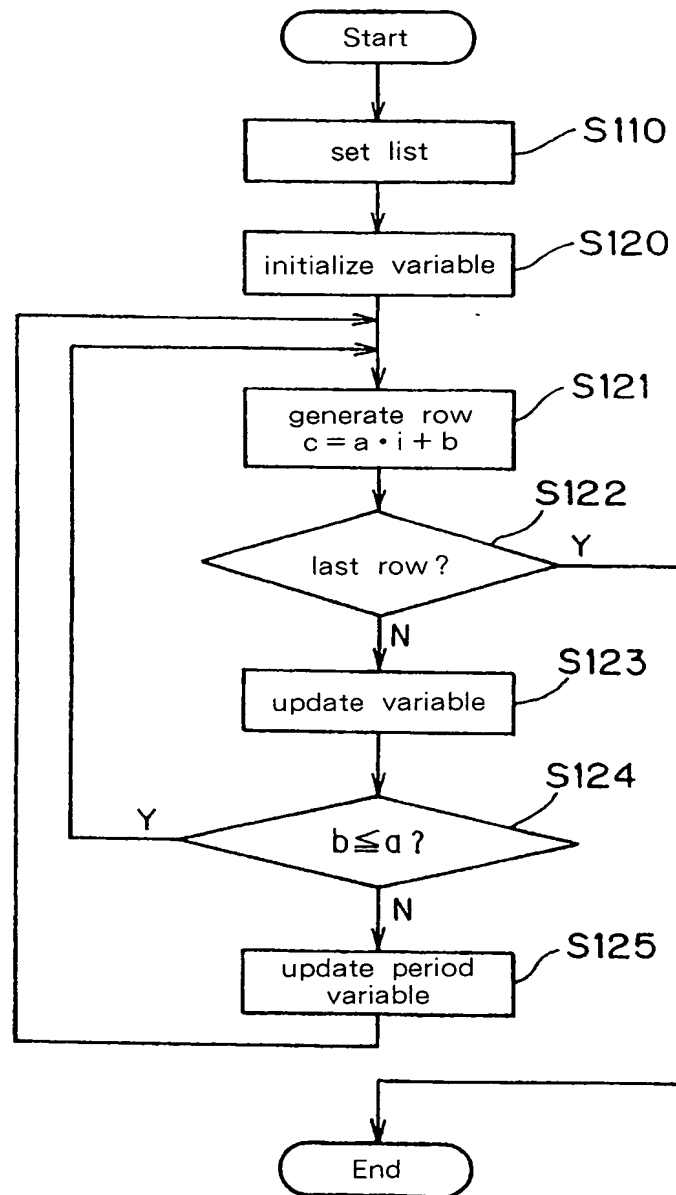 Start
set list
S110
initialize variable
S120
generate row
c = a · i + b
S121
last row?
S122
Y
N
update variable
S123
b≦a?
S124
Y
N
update period
variable
S125
End